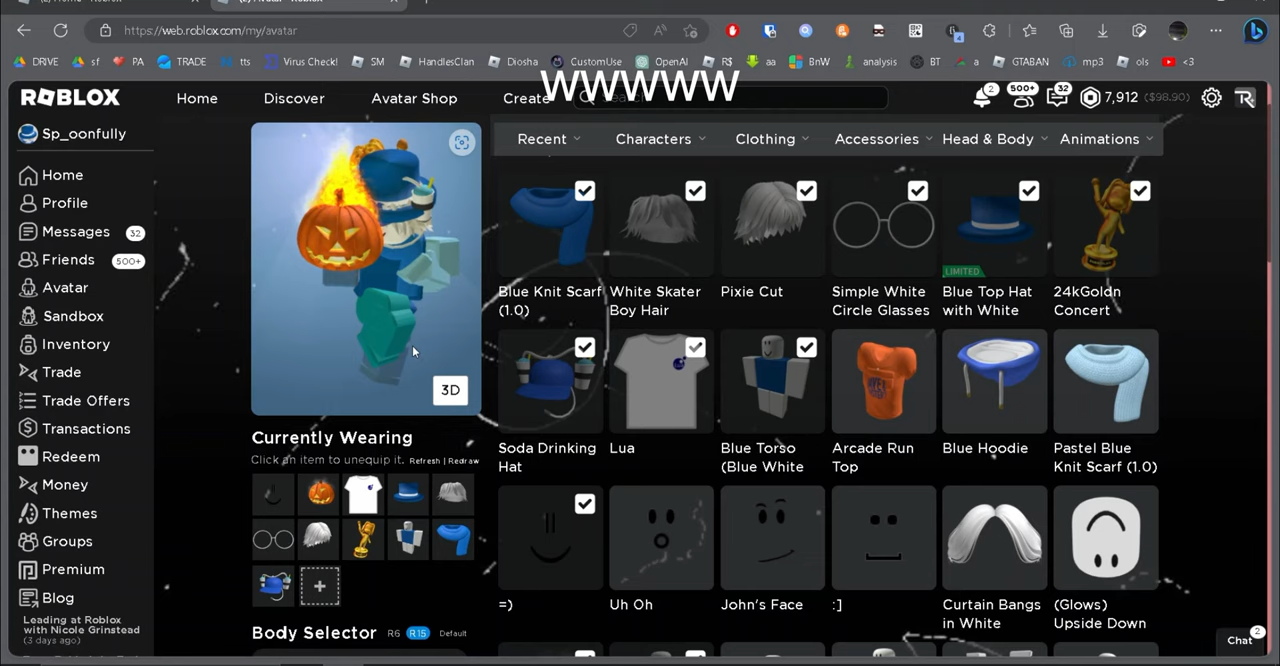 https://web.roblox.com/my/avatar
DRIVE sf PA TRADE tts Virus Check! SM HandlesClan Diosha CustomUse OpenAI R$ aa BnW analysis BT a GTABAN mp3 ols <3
WWWWW
ROBLOX Home Discover Avatar Shop Create 2 500+ 32 7,912 ($98.90)
Sp_oonfully
Home
Profile
Messages 32
Friends 500+
Avatar
Sandbox
Inventory
Trade
Trade Offers
Transactions
Redeem
Money
Themes
Groups
Premium
Blog
Leading at Roblox
with Nicole Grinstead
(3 days ago)
3D
Currently Wearing
Click an item to unequip it. Refresh | Redraw
+
Body Selector R6 R15 Default
Recent Characters Clothing Accessories Head & Body Animations
LIMITED
Blue Knit Scarf
(1.0)
White Skater
Boy Hair
Pixie Cut
Simple White
Circle Glasses
Blue Top Hat
with White
24kGoldn
Concert
Soda Drinking
Hat
Lua
Blue Torso
(Blue White
Arcade Run
Top
Blue Hoodie
Pastel Blue
Knit Scarf (1.0)
=)
Uh Oh
John's Face
:]
Curtain Bangs
in White
(Glows)
Upside Down
Chat 2